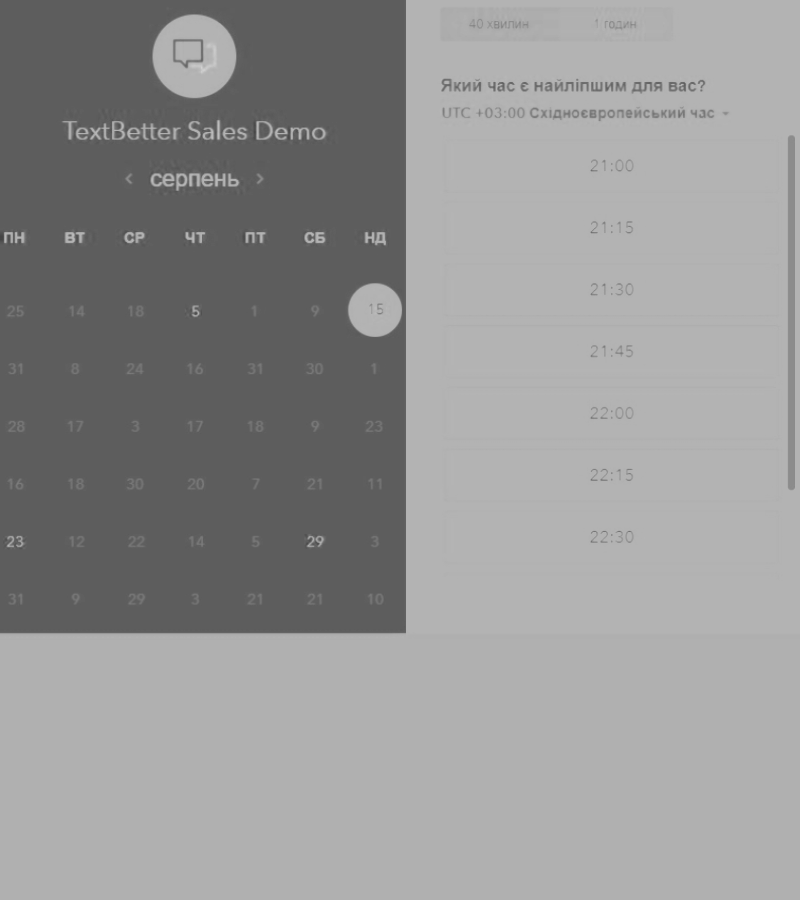 TextBetter Sales Demo
серпень
ПН ВТ СР ЧТ ПТ СБ НД
25 14 18 5 1 9 15
31 8 24 16 31 30 1
28 17 3 17 18 9 23
16 18 30 20 7 21 11
23 12 22 14 5 29 3
31 9 29 3 21 21 10
40 хвилин 1 годин
Який час є найліпшим для вас?
UTC +03:00 Східноєвропейський час
21:00
21:15
21:30
21:45
22:00
22:15
22:30